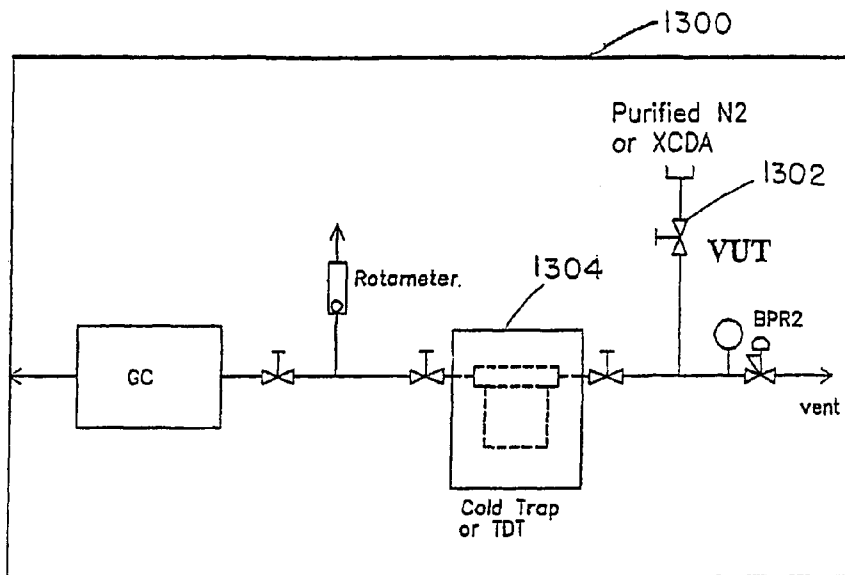 1300
Purified N2
or XCDA
1302
VUT
1304
Rotameter.
BPR2
GC
vent
Cold Trap
or TDT